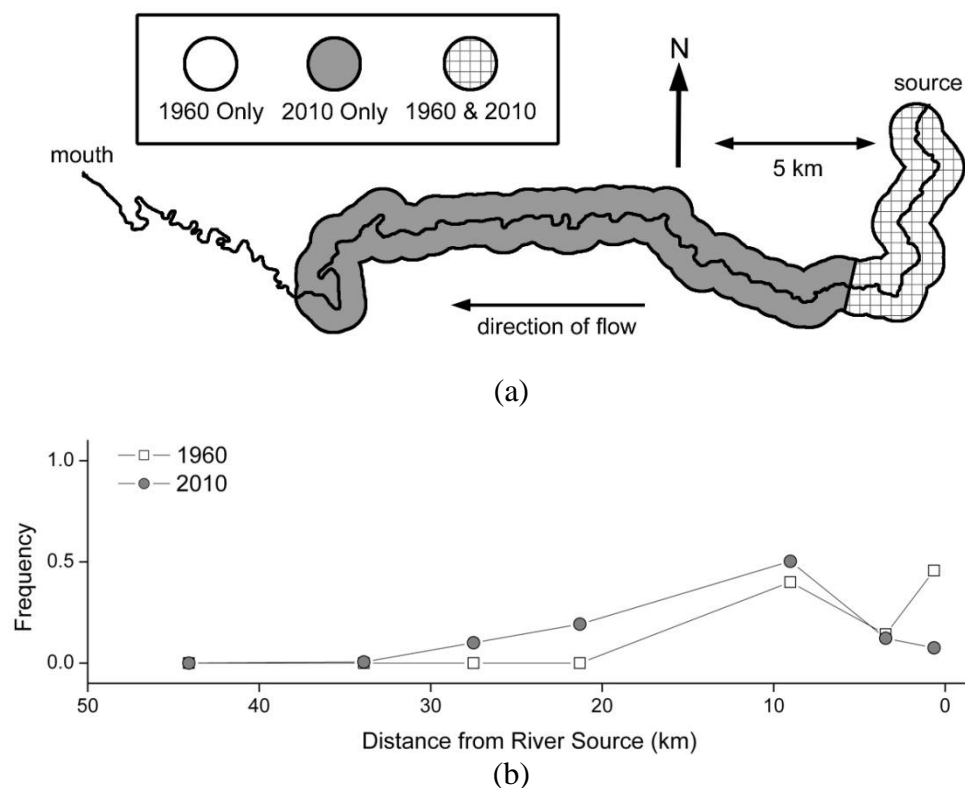 1960 Only 2010 Only 1960 & 2010
N
source
mouth
5 km
direction of flow
(a)
1960
2010
1.0
0.5
0.0
Frequency
50 40 30 20 10 0
Distance from River Source (km)
(b)